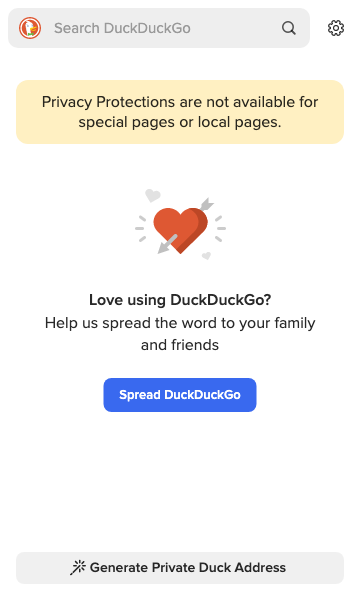 Search DuckDuckGo
Privacy Protections are not available for
special pages or local pages.
Love using DuckDuckGo?
Help us spread the word to your family
and friends
Spread DuckDuckGo
Generate Private Duck Address